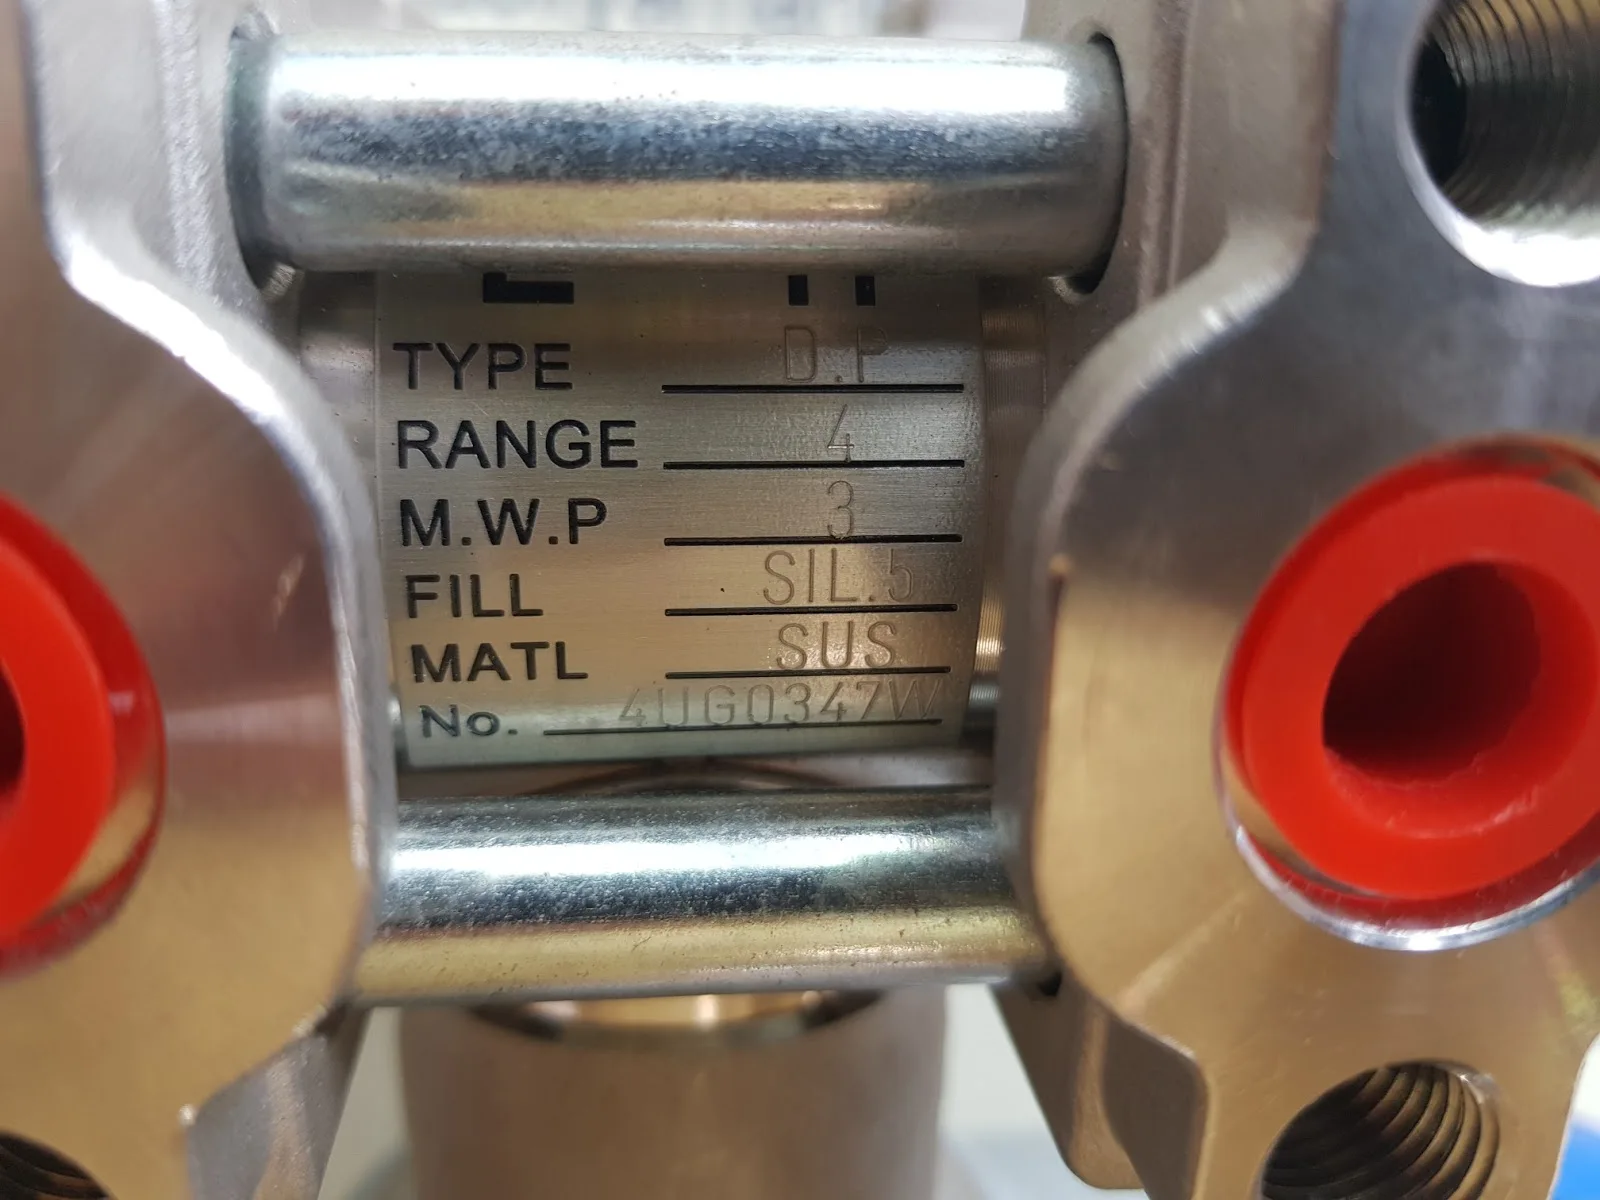 TYPE D.P
RANGE 4
M.W.P 3
FILL SIL.5
MATL SUS
No. 4UG0347W